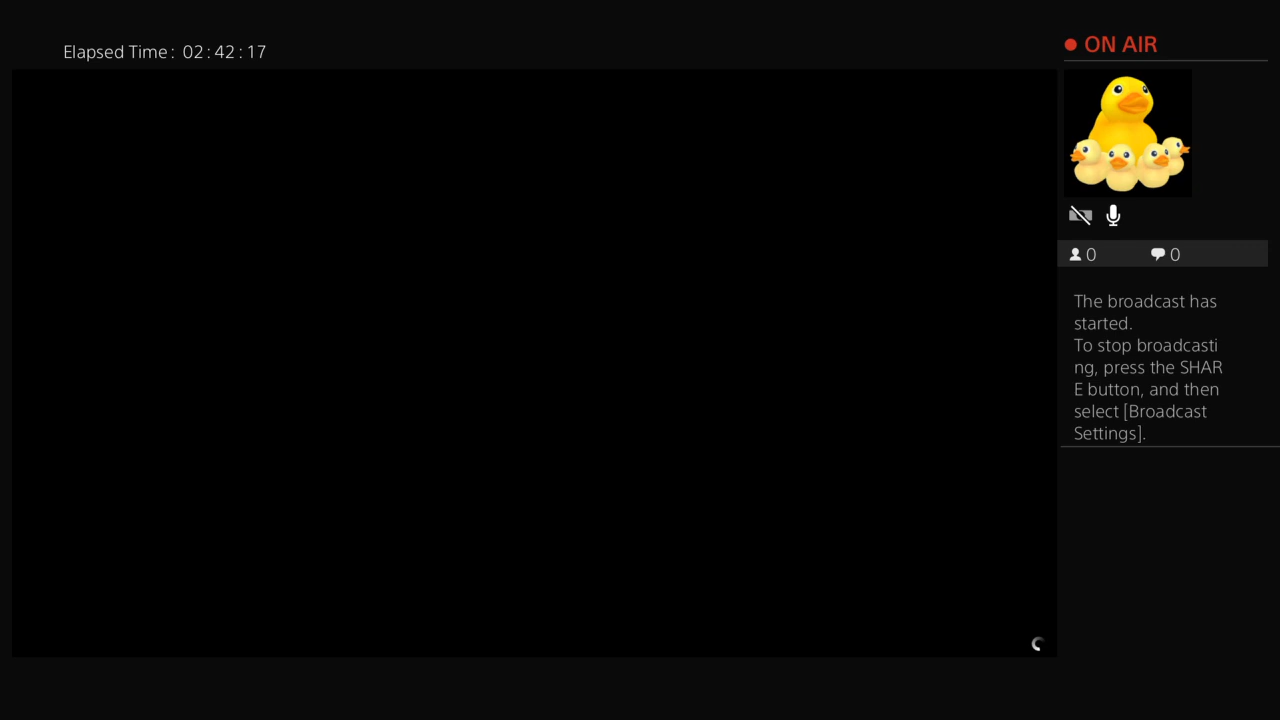 Elapsed Time: 02:42:17
ON AIR
0 0
The broadcast has
started.
To stop broadcasti
ng, press the SHAR
E button, and then
select [Broadcast
Settings].